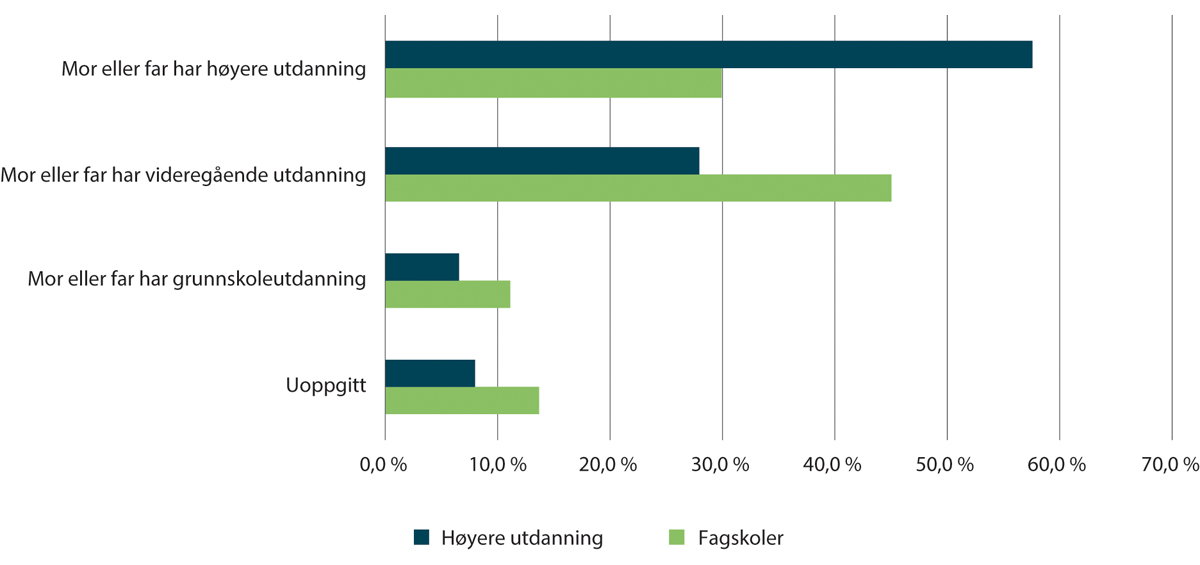 Mor eller far har høyere utdanning
Mor eller far har videregående utdanning
Mor eller far har grunnskoleutdanning
Uoppgitt
0,0 % 10,0 % 20,0 % 30,0 % 40,0 % 50,0 % 60,0 % 70,0 %
Høyere utdanning Fagskoler